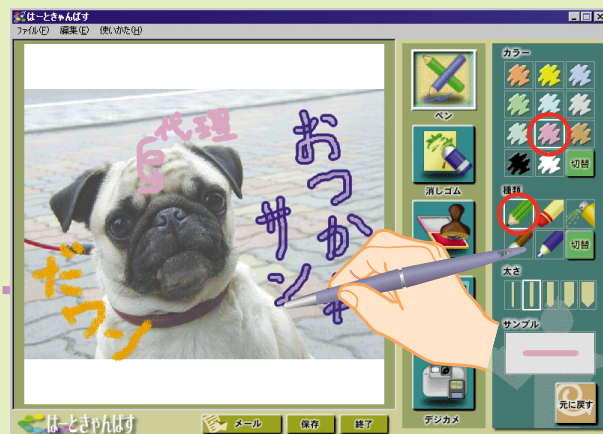 はーときゃんばす
ファイル(F) 編集(E) 使いかた(H)
代理
おつか
サン
だワン
ペン
消しゴム
デジカメ
カラー
切替
種類
切替
太さ
サンプル
元に戻す
はーときゃんばす
メール
保存
終了